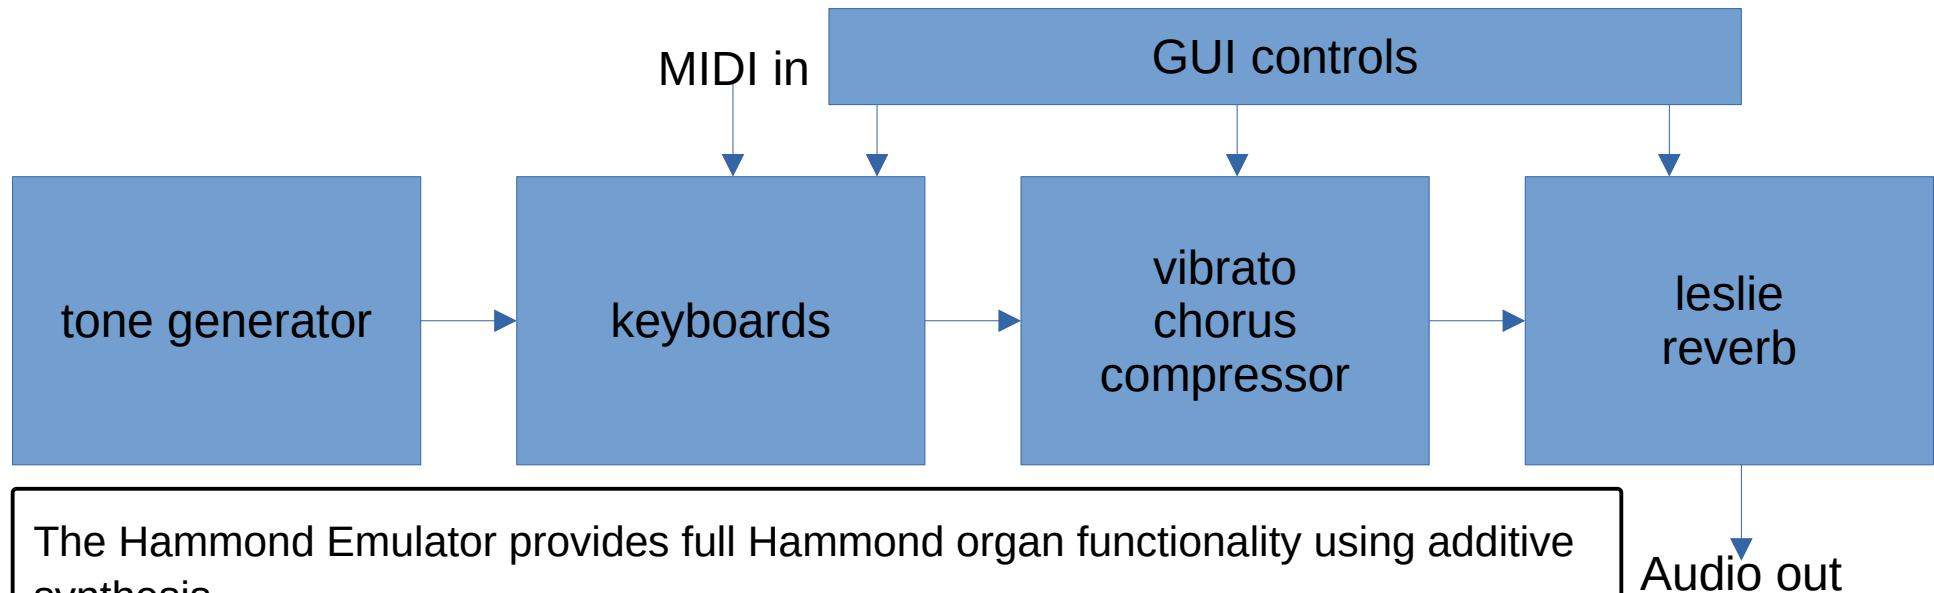 MIDI in
GUI controls
tone generator
keyboards
vibrato
chorus
compressor
leslie
reverb
The Hammond Emulator provides full Hammond organ functionality using additive
synthesis
Audio out